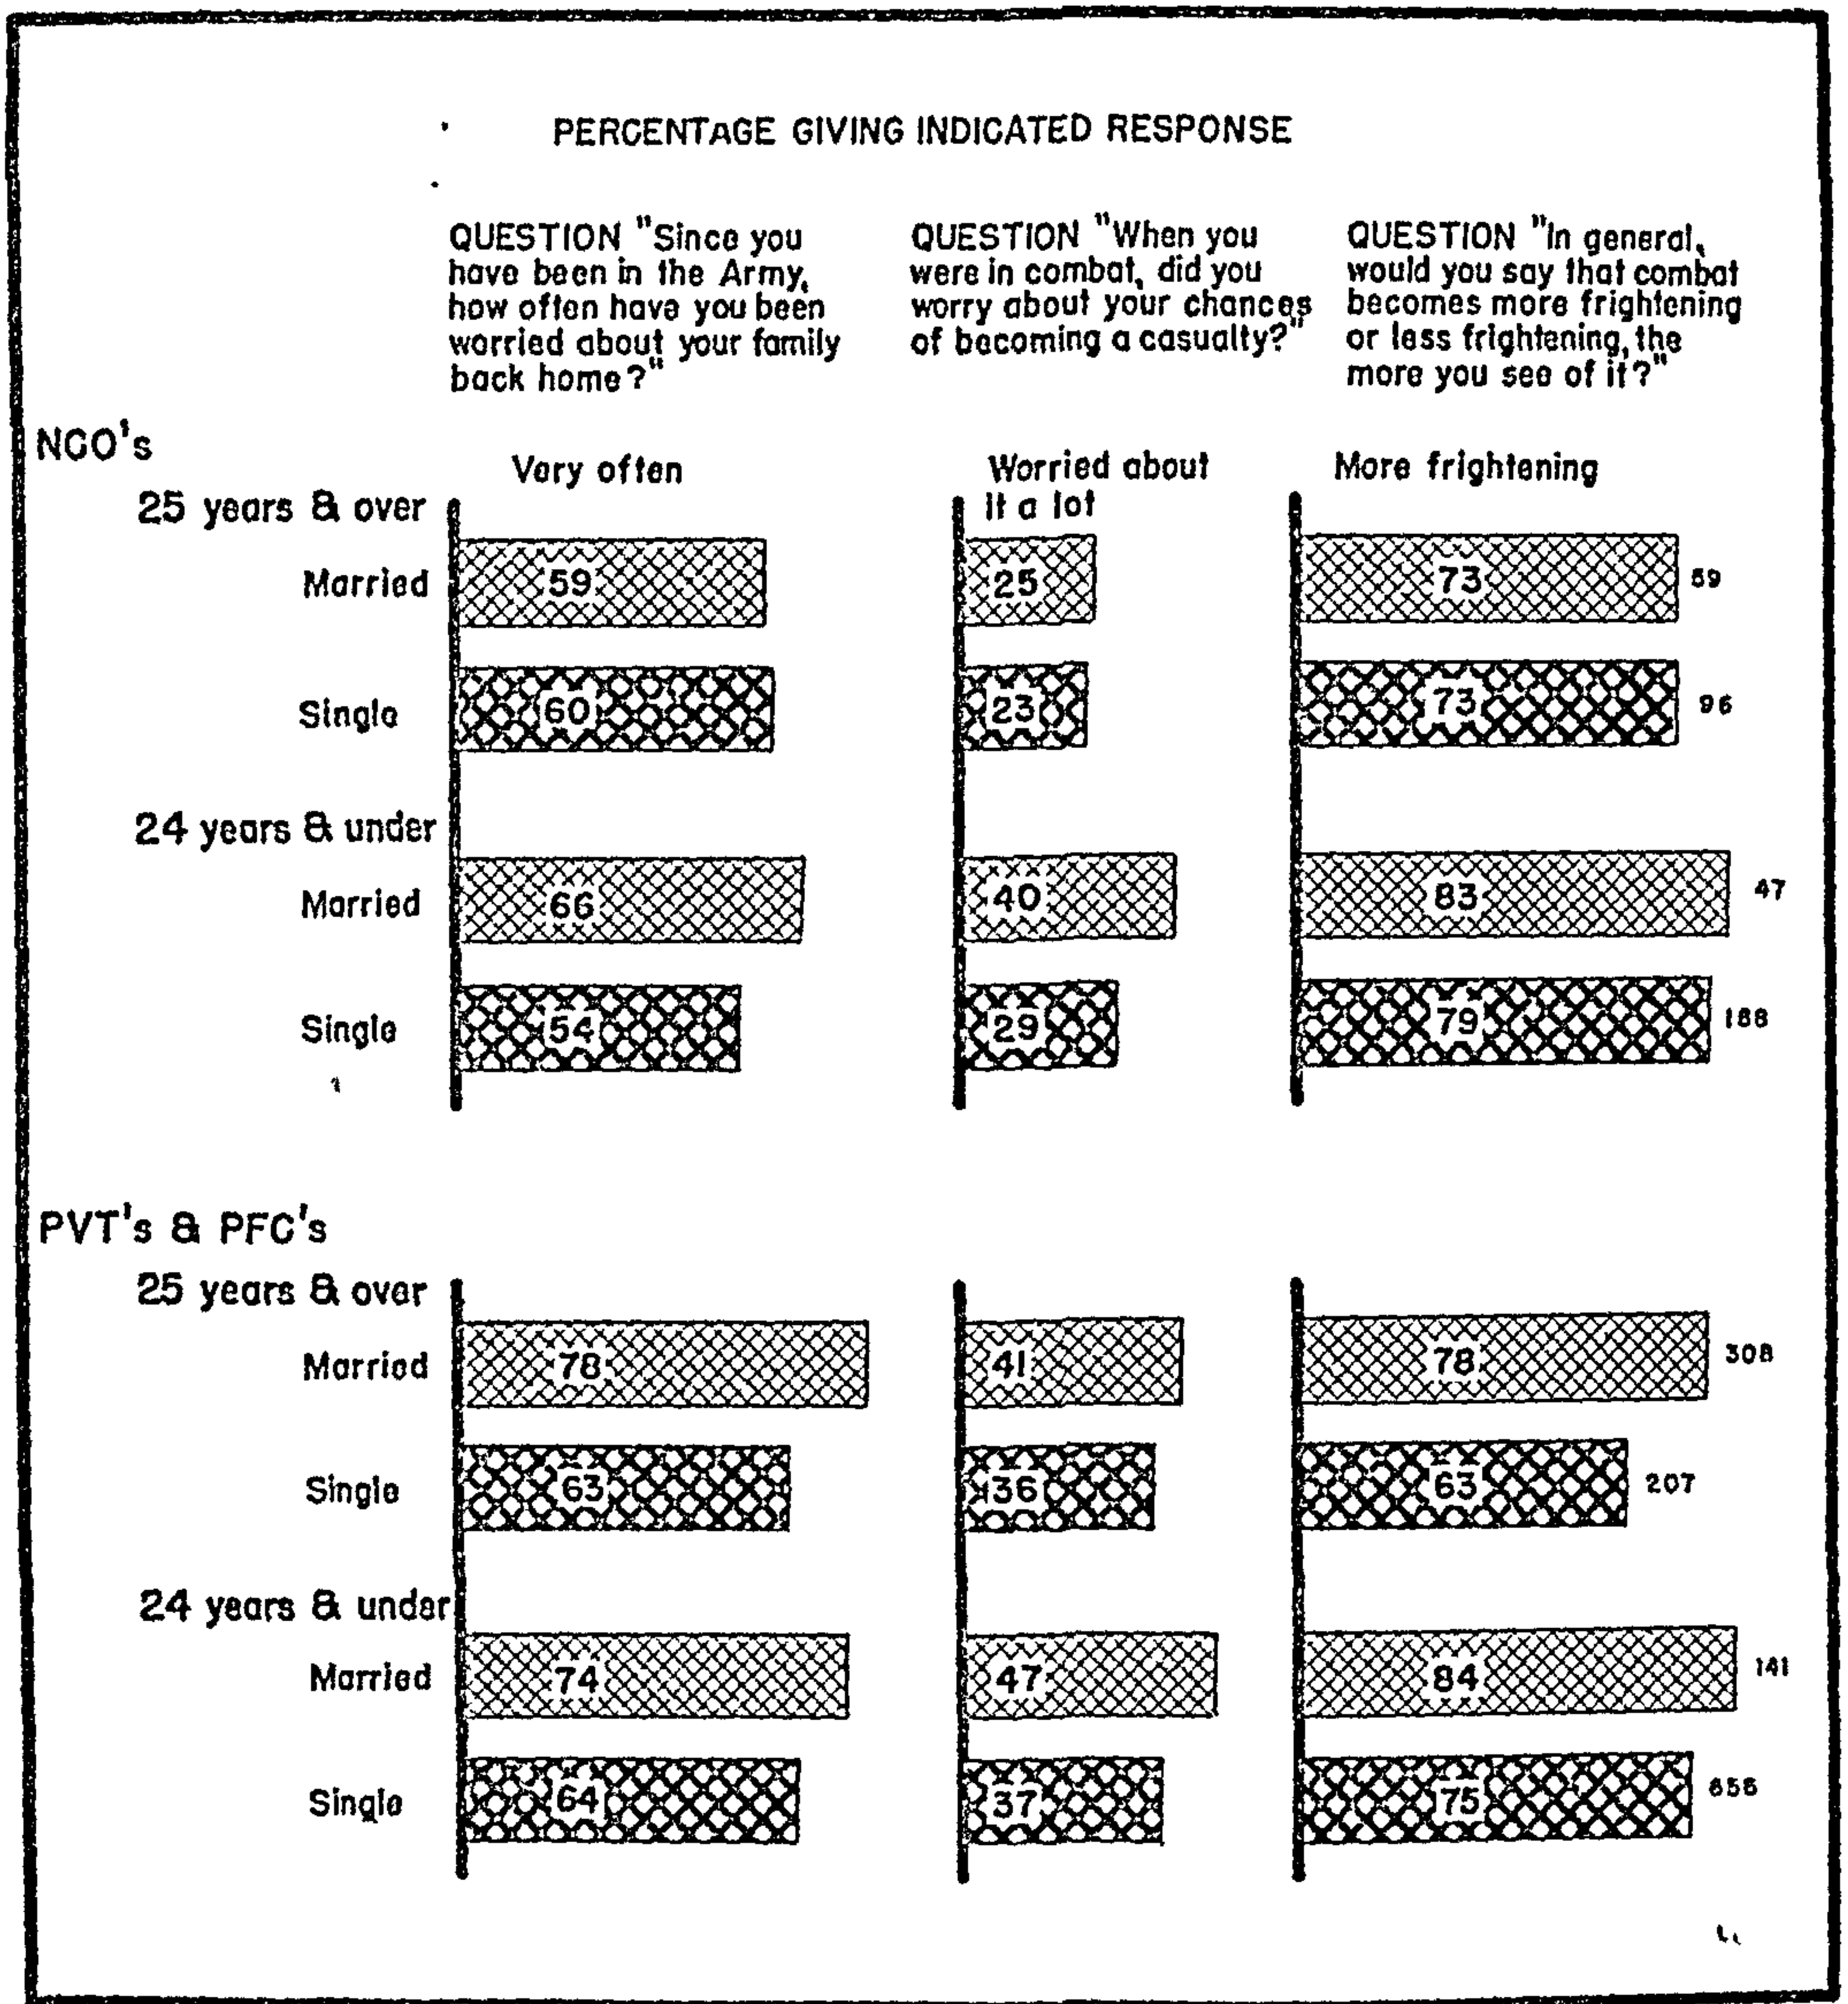 PERCENTAGE GIVING INDICATED RESPONSE
QUESTION "Since you
have been in the Army,
how often have you been
worried about your family
back home?"
QUESTION "When you
were in combat, did you
worry about your chances
of becoming a casualty?"
QUESTION "In general,
would you say that combat
becomes more frightening
or less frightening, the
more you see of it?"
NCO's
Very often
Worried about
it a lot
More frightening
25 years & over
Married 59 25 73
Single 60 23 73 96
24 years & under
Married 66 40 83 47
Single 54 29 79
PVT's & PFC's
25 years & over
Married 78 41 78 308
Single 63 36 63 207
24 years & under
Married 74 47 84 141
Single 64 37 75